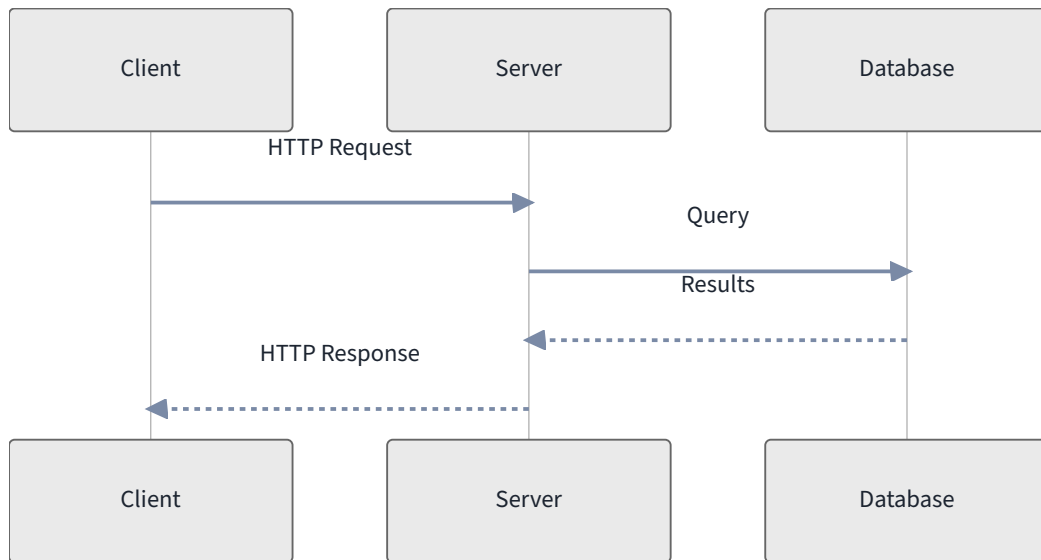 Client
Server
Database
HTTP Request
Query
Results
HTTP Response
Client
Server
Database